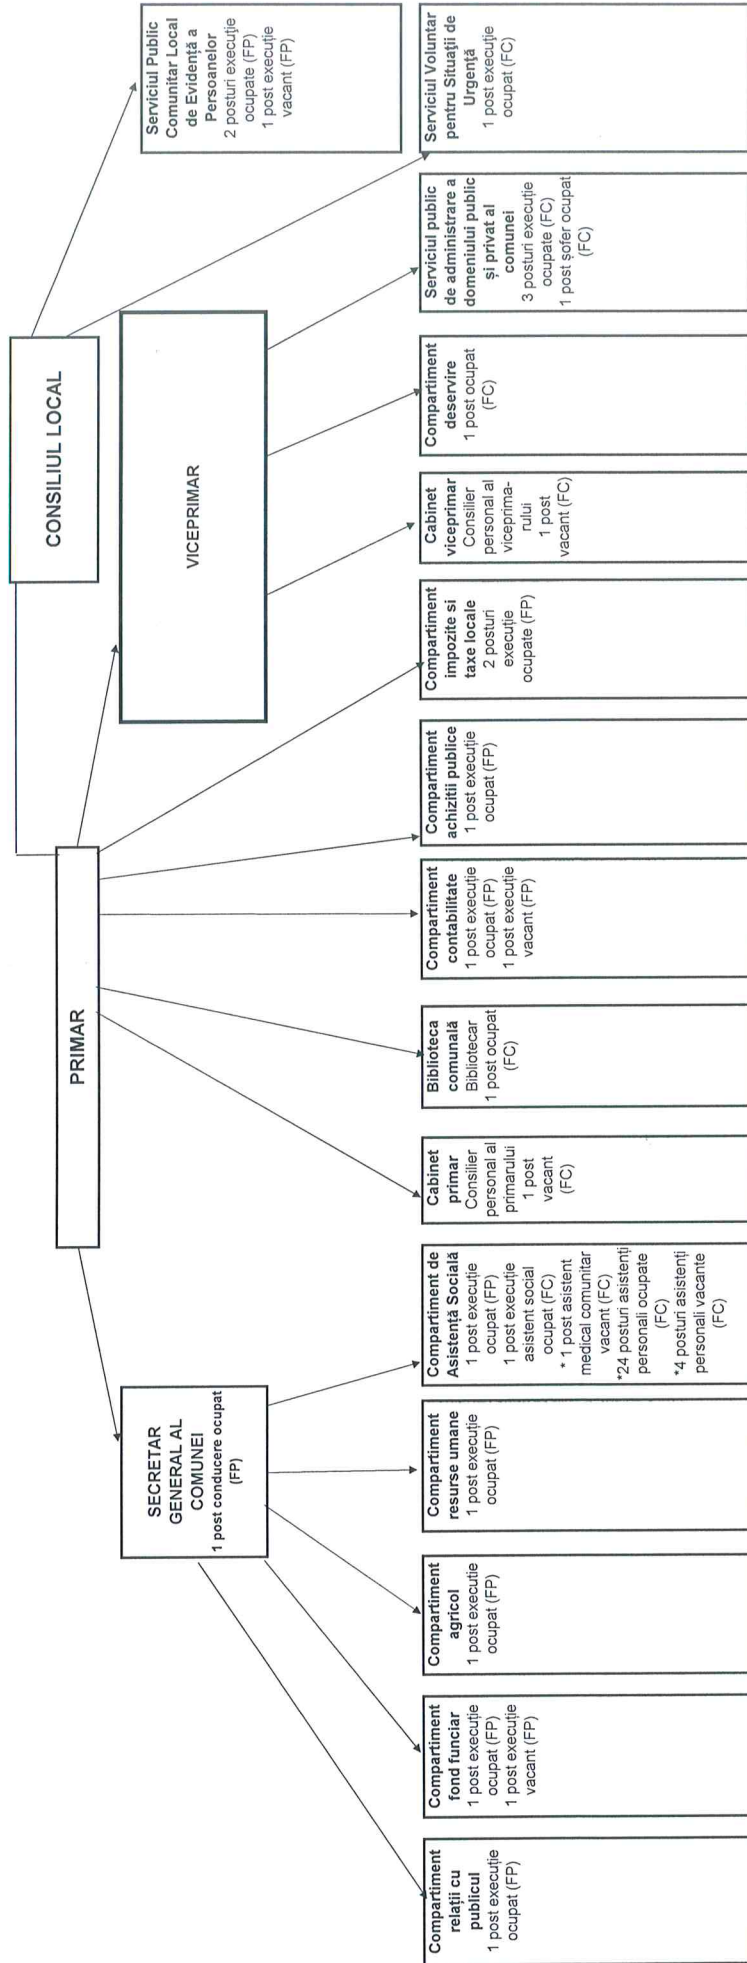 CONSILIUL LOCAL
PRIMAR
VICEPRIMAR
SECRETAR
GENERAL AL
COMUNEI
1 post conducere ocupat
(FP)
Serviciul Public
Comunitar Local
de Evidență a
Persoanelor
2 posturi execuție
ocupate (FP)
1 post execuție
vacant (FP)
Compartiment
relații cu
publicul
1 post execuție
ocupat (FP)
Compartiment
fond funciar
1 post execuție
ocupat (FP)
1 post execuție
vacant (FP)
Compartiment
agricol
1 post executie
ocupat (FP)
Compartiment
resurse umane
1 post execuție
ocupat (FP)
Compartiment de
Asistență Socială
1 post execuție
ocupat (FP)
1 post execuție
asistent social
ocupat (FC)
* 1 post asistent
medical comunitar
vacant (FC)
*24 posturi asistenți
personali ocupate
(FC)
*4 posturi asistenți
personali vacante
(FC)
Cabinet
primar
Consilier
personal al
primarului
1 post
vacant
(FC)
Biblioteca
comunală
Bibliotecar
1 post ocupat
(FC)
Compartiment
contabilitate
1 post execuție
ocupat (FP)
1 post execuție
vacant (FP)
Compartiment
achizitii publice
1 post execuție
ocupat (FP)
Compartiment
impozite si
taxe locale
2 posturi
execuție
ocupate (FP)
Cabinet
viceprimar
Consilier
personal al
viceprima-
rului
1 post
vacant (FC)
Compartiment
deservire
1 post ocupat
(FC)
Serviciul public
de administrare a
domeniului public
și privat al
comunei
3 posturi execuție
ocupate (FC)
1 post șofer ocupat
(FC)
Serviciul Voluntar
pentru Situații de
Urgență
1 post execuție
ocupat (FC)